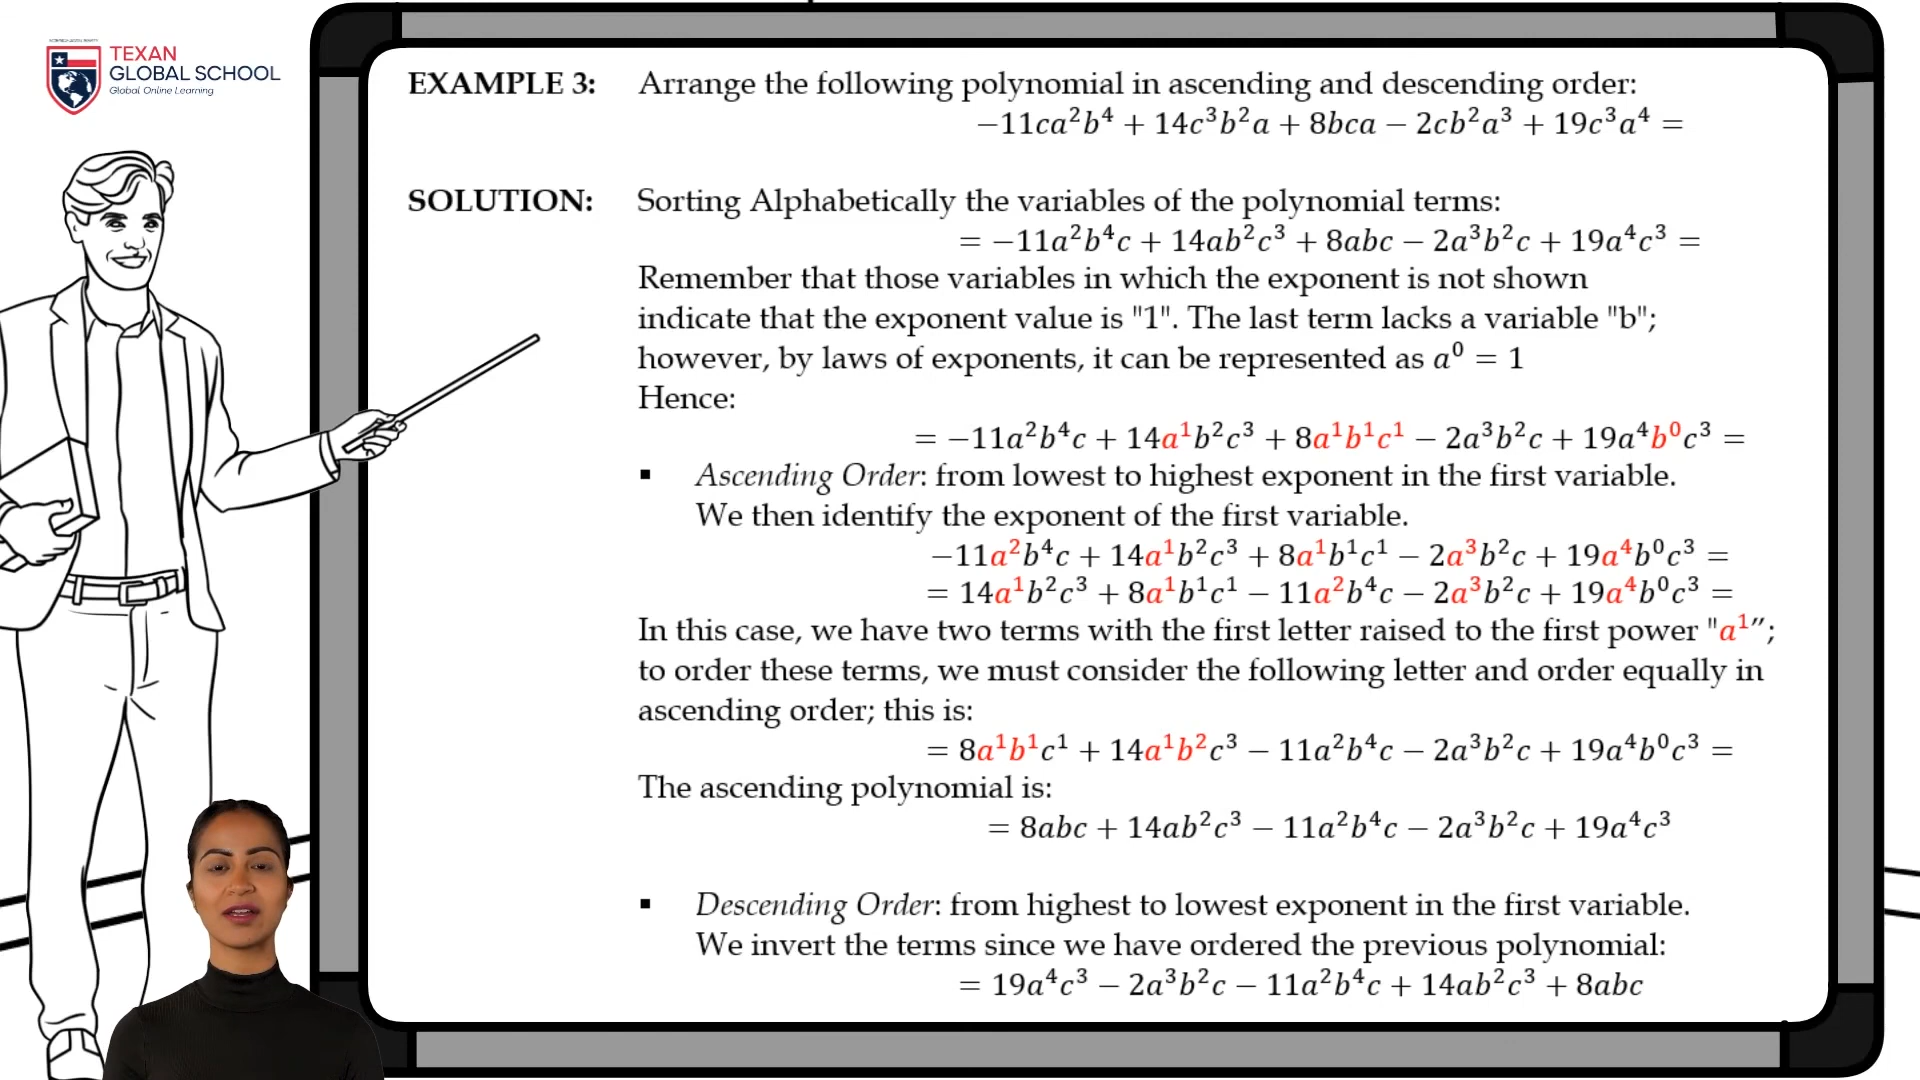 TEXAN
GLOBAL SCHOOL
Global Online Learning
EXAMPLE 3: Arrange the following polynomial in ascending and descending order:
−11ca²b⁴ + 14c³b²a + 8bca − 2cb²a³ + 19c³a⁴ =
SOLUTION: Sorting Alphabetically the variables of the polynomial terms:
= −11a²b⁴c + 14ab²c³ + 8abc − 2a³b²c + 19a⁴c³ =
Remember that those variables in which the exponent is not shown
indicate that the exponent value is "1". The last term lacks a variable "b";
however, by laws of exponents, it can be represented as a⁰ = 1
Hence:
= −11a²b⁴c + 14a¹b²c³ + 8a¹b¹c¹ − 2a³b²c + 19a⁴b⁰c³ =
▪ Ascending Order: from lowest to highest exponent in the first variable.
We then identify the exponent of the first variable.
−11a²b⁴c + 14a¹b²c³ + 8a¹b¹c¹ − 2a³b²c + 19a⁴b⁰c³ =
= 14a¹b²c³ + 8a¹b¹c¹ − 11a²b⁴c − 2a³b²c + 19a⁴b⁰c³ =
In this case, we have two terms with the first letter raised to the first power "a¹";
to order these terms, we must consider the following letter and order equally in
ascending order; this is:
= 8a¹b¹c¹ + 14a¹b²c³ − 11a²b⁴c − 2a³b²c + 19a⁴b⁰c³ =
The ascending polynomial is:
= 8abc + 14ab²c³ − 11a²b⁴c − 2a³b²c + 19a⁴c³
▪ Descending Order: from highest to lowest exponent in the first variable.
We invert the terms since we have ordered the previous polynomial:
= 19a⁴c³ − 2a³b²c − 11a²b⁴c + 14ab²c³ + 8abc